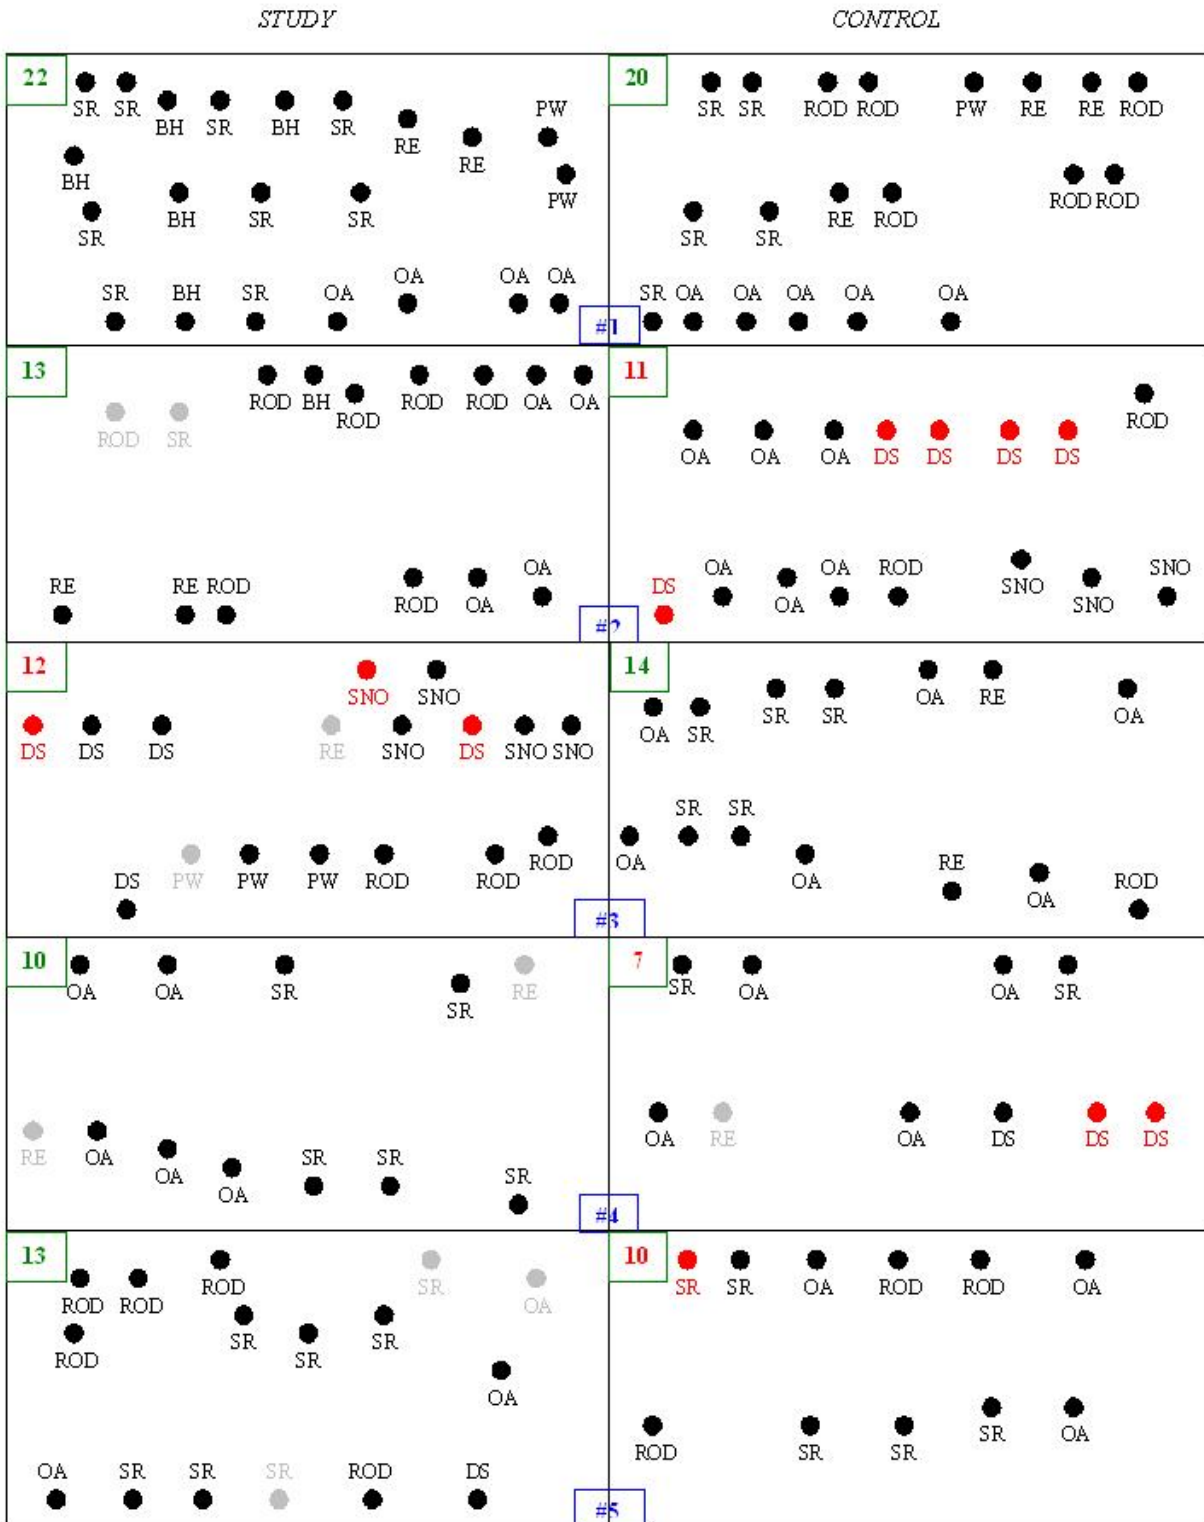 STUDY CONTROL
22 20
SR SR BH SR BH SR RE RE PW SR SR ROD ROD PW RE RE ROD
BH SR BH SR SR PW SR SR RE ROD ROD ROD
SR BH SR OA OA OA OA SR OA OA OA OA OA
#1
13 11
ROD SR ROD BH ROD ROD ROD OA OA OA OA OA DS DS DS DS ROD
RE RE ROD ROD OA OA DS OA OA OA ROD SNO SNO SNO
#2
12 14
SNO SNO OA SR SR SR OA RE OA
DS DS DS RE SNO DS SNO SNO
DS PW PW PW ROD ROD ROD OA SR SR OA RE OA ROD
#3
10 7
OA OA SR SR RE SR OA OA SR
RE OA OA OA SR SR SR OA RE OA DS DS DS
#4
13 10
ROD ROD ROD SR OA SR SR OA ROD ROD OA
ROD SR SR SR OA
OA SR SR SR ROD DS ROD SR SR SR OA
#5